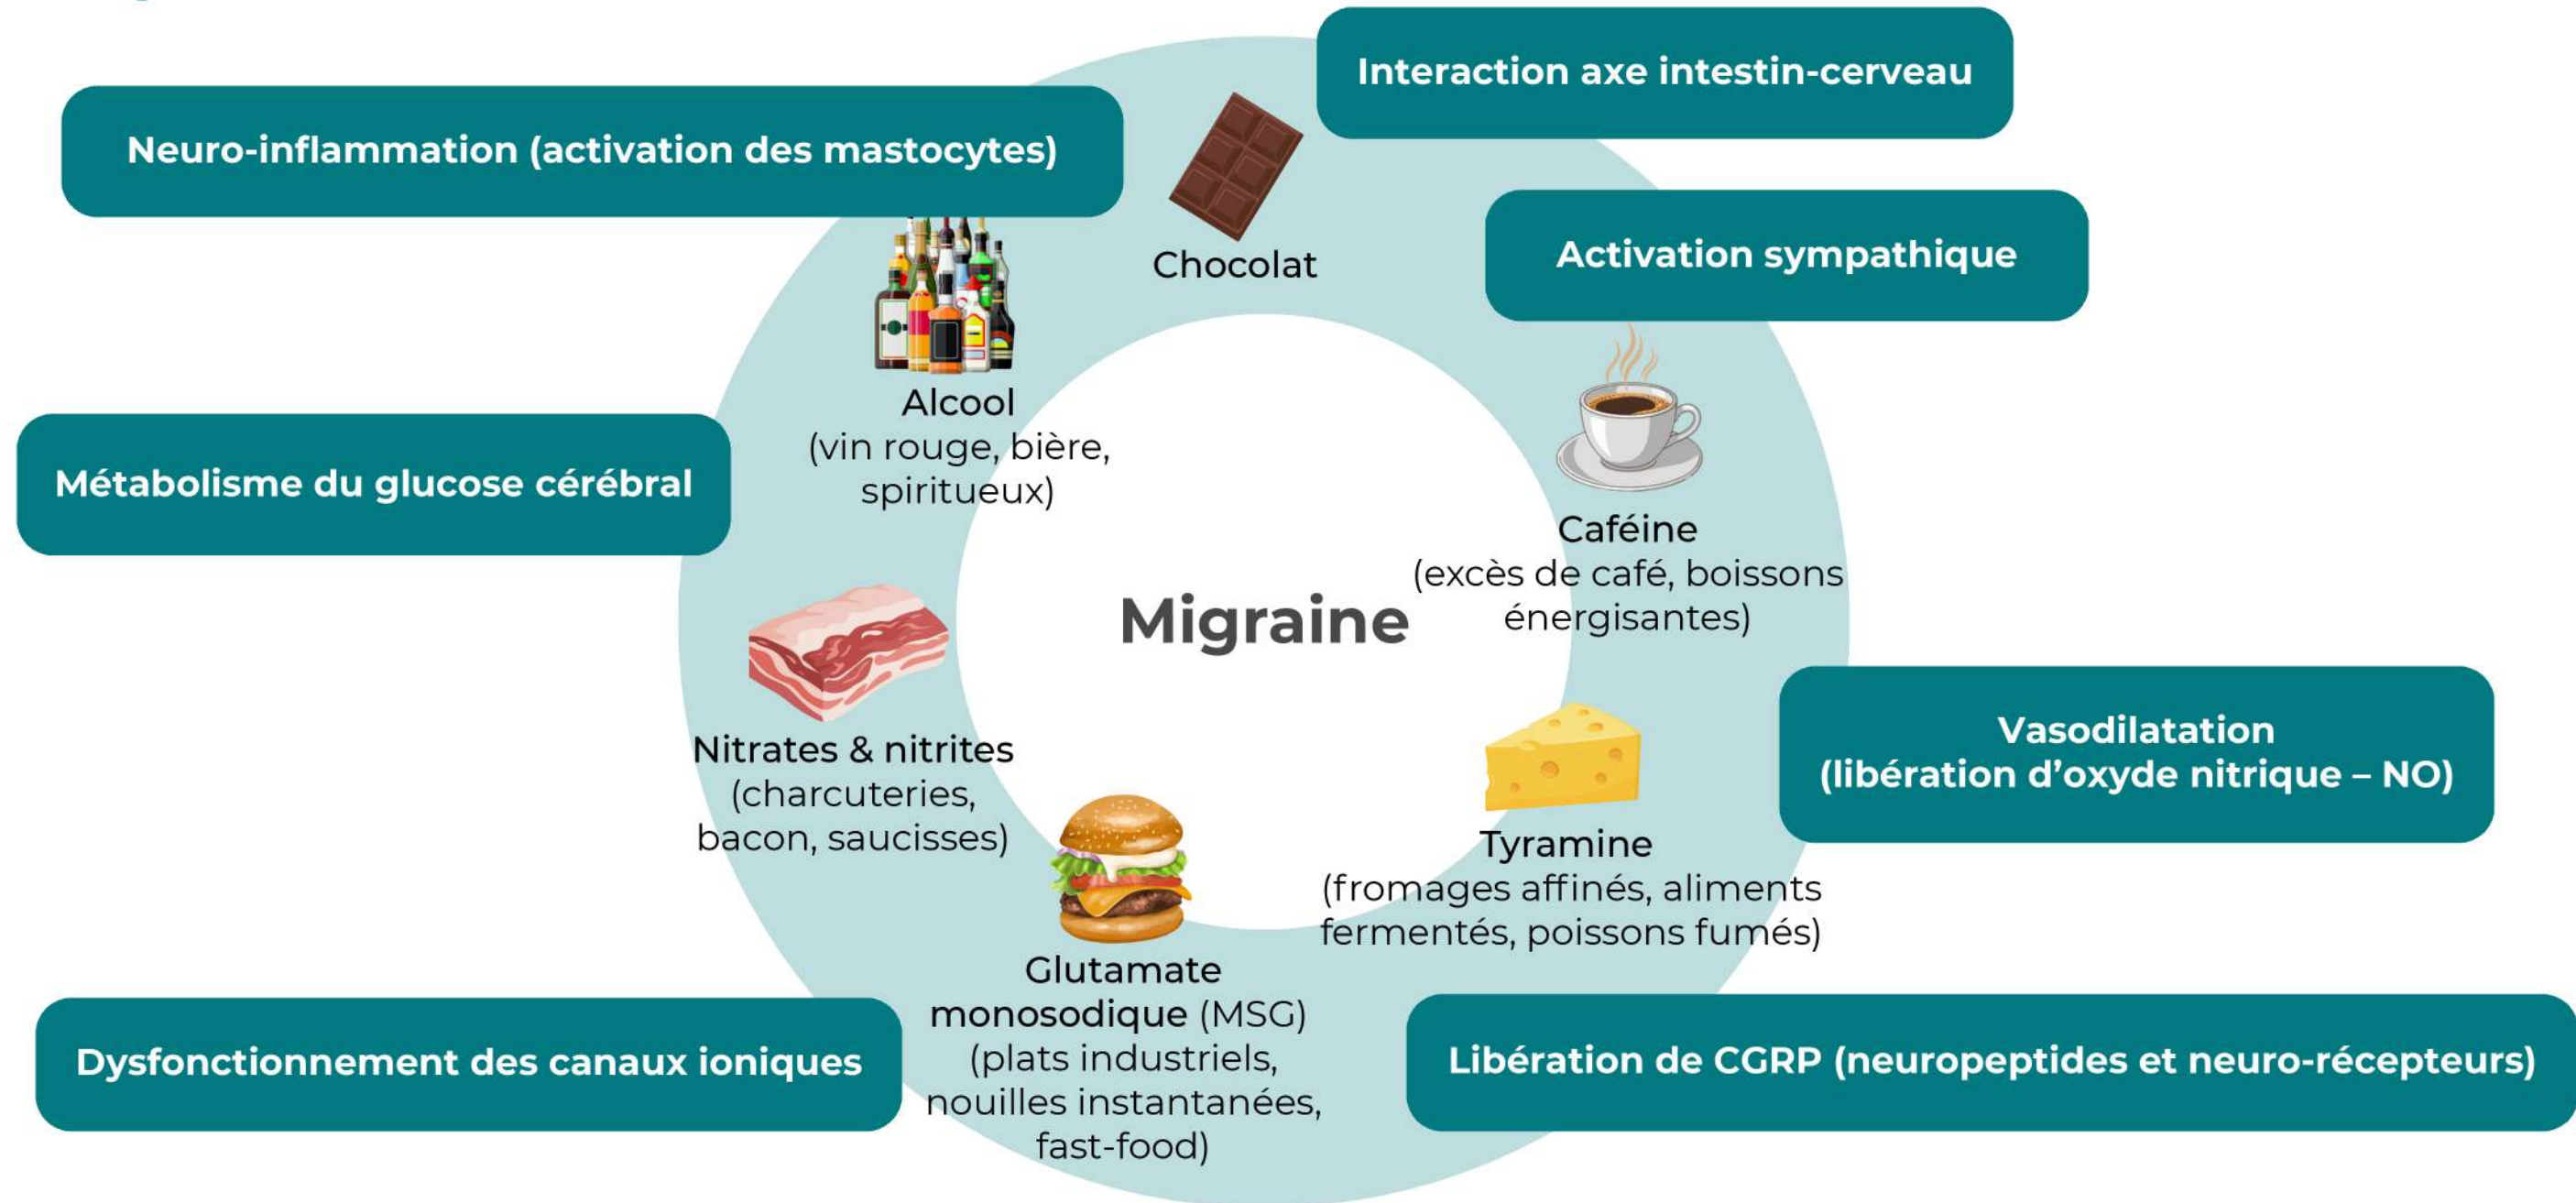 Interaction axe intestin-cerveau
Neuro-inflammation (activation des mastocytes)
Chocolat
Activation sympathique
Alcool
(vin rouge, bière,
spiritueux)
Métabolisme du glucose cérébral
Caféine
(excès de café, boissons
énergisantes)
Migraine
Nitrates & nitrites
(charcuteries,
bacon, saucisses)
Vasodilatation
(libération d’oxyde nitrique – NO)
Tyramine
(fromages affinés, aliments
fermentés, poissons fumés)
Glutamate
monosodique (MSG)
(plats industriels,
nouilles instantanées,
fast-food)
Dysfonctionnement des canaux ioniques
Libération de CGRP (neuropeptides et neuro-récepteurs)